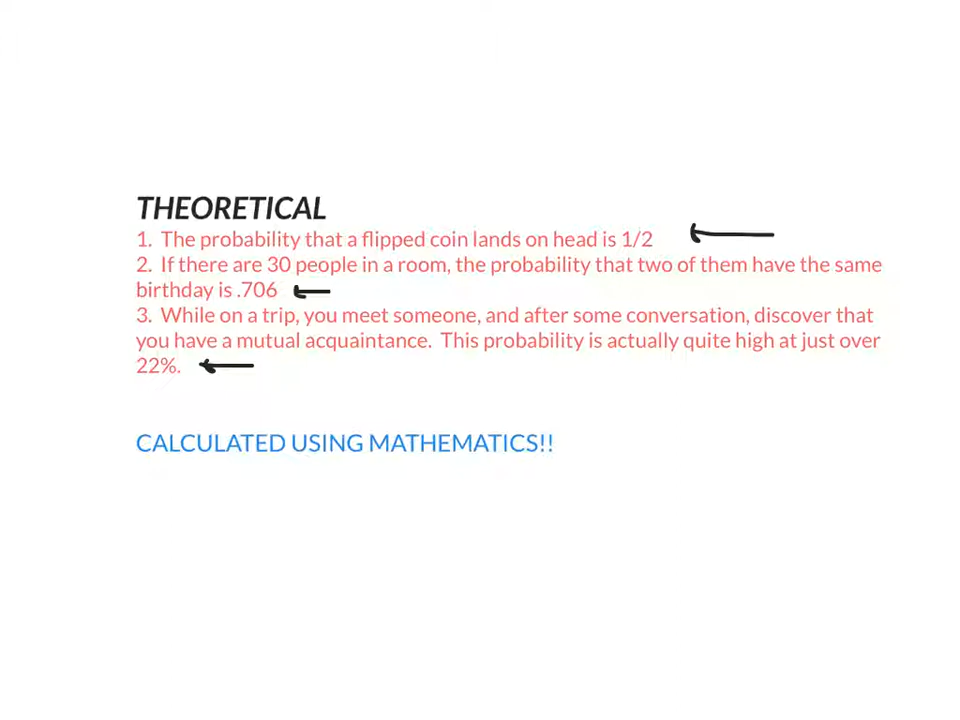 THEORETICAL
1.  The probability that a flipped coin lands on head is 1/2
2.  If there are 30 people in a room, the probability that two of them have the same
birthday is .706
3.  While on a trip, you meet someone, and after some conversation, discover that
you have a mutual acquaintance.  This probability is actually quite high at just over
22%.
CALCULATED USING MATHEMATICS!!